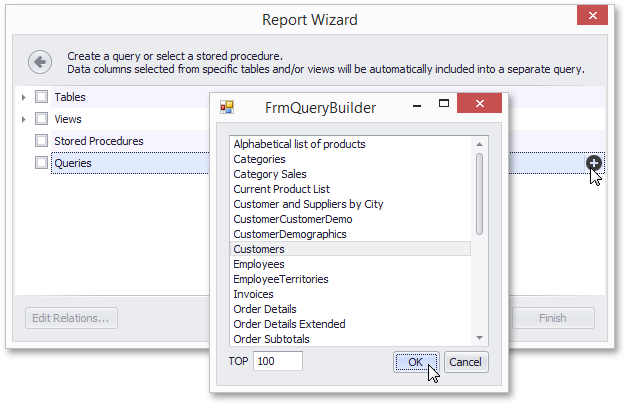 Report Wizard
Create a query or select a stored procedure.
Data columns selected from specific tables and/or views will be automatically included into a separate query.
Tables
Views
Stored Procedures
Queries
Edit Relations...
Finish
FrmQueryBuilder
Alphabetical list of products
Categories
Category Sales
Current Product List
Customer and Suppliers by City
CustomerCustomerDemo
CustomerDemographics
Customers
Employees
EmployeeTerritories
Invoices
Order Details
Order Details Extended
Order Subtotals
TOP 100 OK Cancel